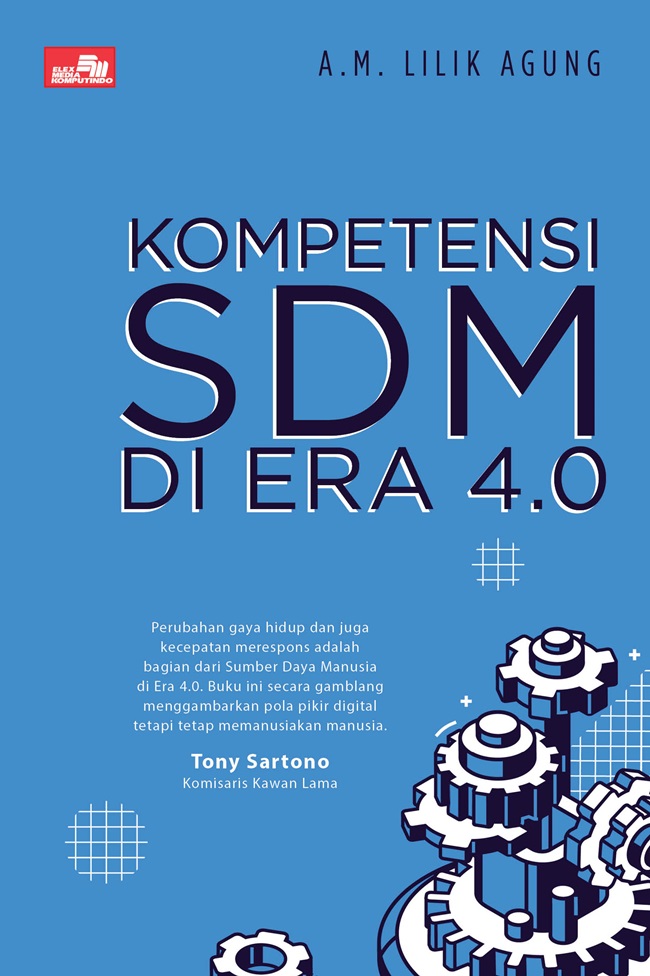 ELEX
MEDIA
KOMPUTINDO
A.M. LILIK AGUNG
KOMPETENSI
SDM
DI ERA 4.0
Perubahan gaya hidup dan juga
kecepatan merespons adalah
bagian dari Sumber Daya Manusia
di Era 4.0. Buku ini secara gamblang
menggambarkan pola pikir digital
tetapi tetap memanusiakan manusia.
Tony Sartono
Komisaris Kawan Lama